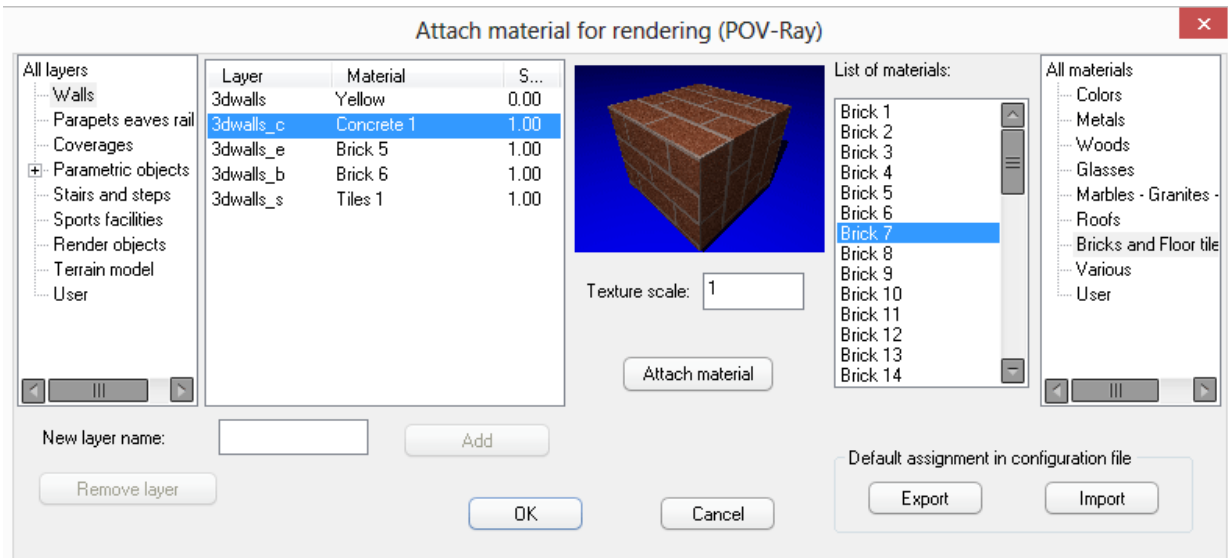 Attach material for rendering (POV-Ray)
All layers
Walls
Parapets eaves rail
Coverages
Parametric objects
Stairs and steps
Sports facilities
Render objects
Terrain model
User
Layer Material S...
3dwalls Yellow 0.00
3dwalls_c Concrete 1 1.00
3dwalls_e Brick 5 1.00
3dwalls_b Brick 6 1.00
3dwalls_s Tiles 1 1.00
Texture scale: 1
Attach material
List of materials:
Brick 1
Brick 2
Brick 3
Brick 4
Brick 5
Brick 6
Brick 7
Brick 8
Brick 9
Brick 10
Brick 11
Brick 12
Brick 13
Brick 14
All materials
Colors
Metals
Woods
Glasses
Marbles - Granites -
Roofs
Bricks and Floor tile
Various
User
New layer name:
Add
Remove layer
OK
Cancel
Default assignment in configuration file
Export
Import